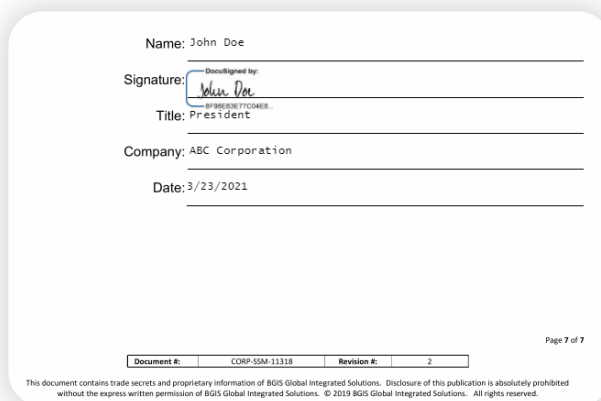 Name: John Doe
Signature:
DocuSigned by:
John Doe
8F98E83E77C04E8...
Title: President
Company: ABC Corporation
Date: 3/23/2021
Page 7 of 7
Document #: CORP-SSM-11318 Revision #: 2
This document contains trade secrets and proprietary information of BGIS Global Integrated Solutions. Disclosure of this publication is absolutely prohibited
without the express written permission of BGIS Global Integrated Solutions. © 2019 BGIS Global Integrated Solutions. All rights reserved.